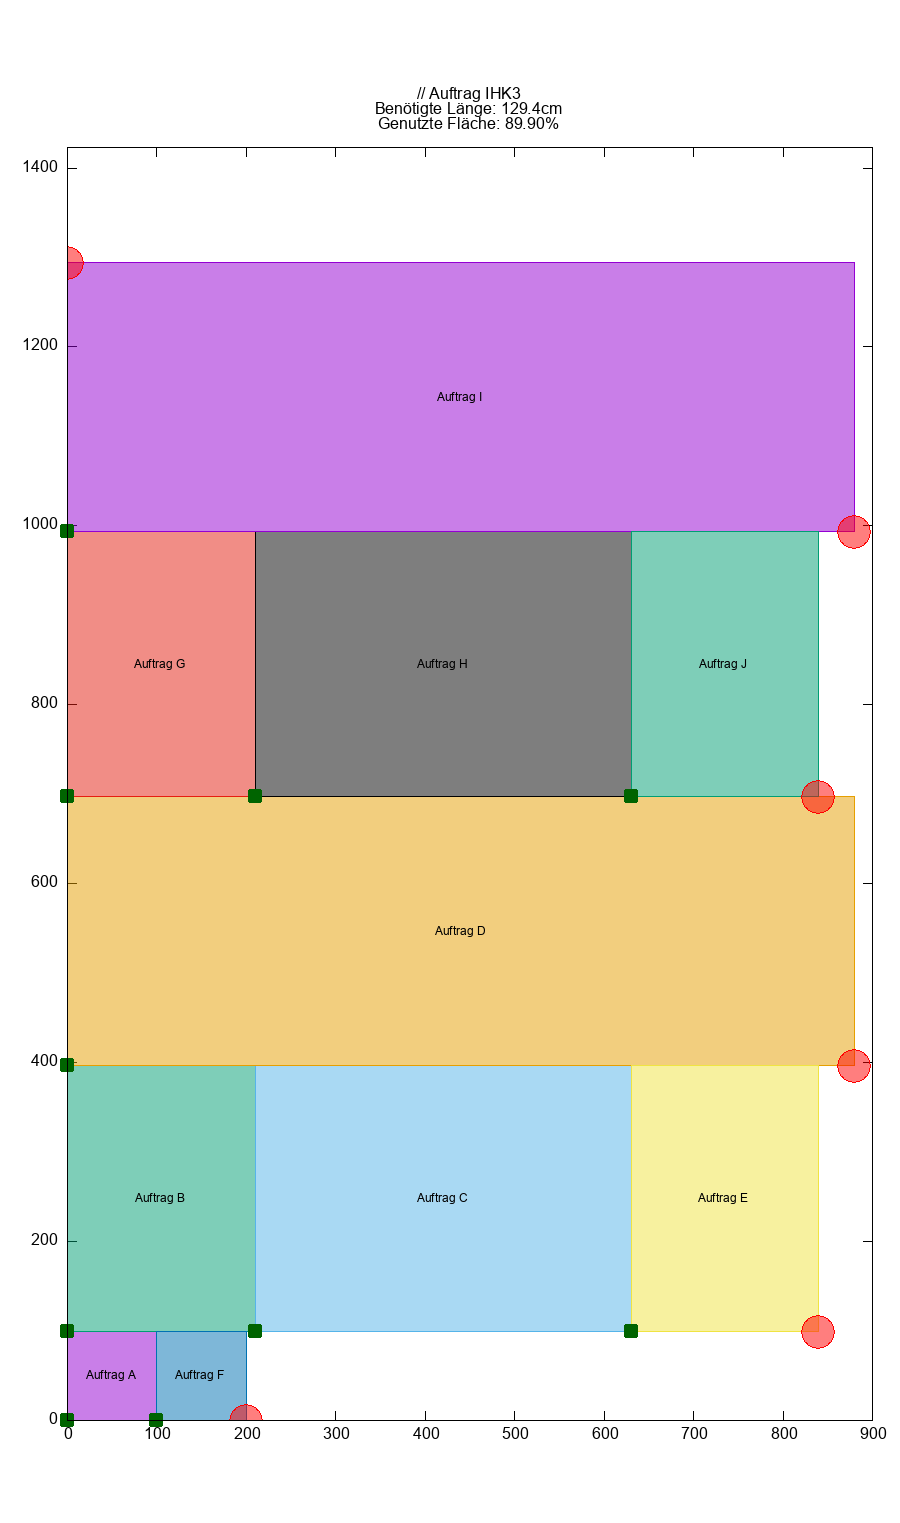 // Auftrag IHK3
Benötigte Länge: 129.4cm
Genutzte Fläche: 89.90%
1400
1200
Auftrag I
1000
Auftrag G Auftrag H Auftrag J
800
600
Auftrag D
400
Auftrag B Auftrag C Auftrag E
200
Auftrag A Auftrag F
0
0 100 200 300 400 500 600 700 800 900